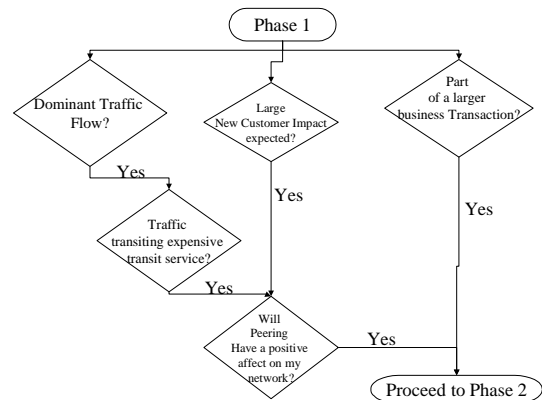 Phase 1
Dominant Traffic
Flow?
Large
New Customer Impact
expected?
Part
of a larger
business Transaction?
Yes
Traffic
transiting expensive
transit service?
Yes
Yes
Yes
Will
Peering
Have a positive
affect on my
network?
Yes
Proceed to Phase 2